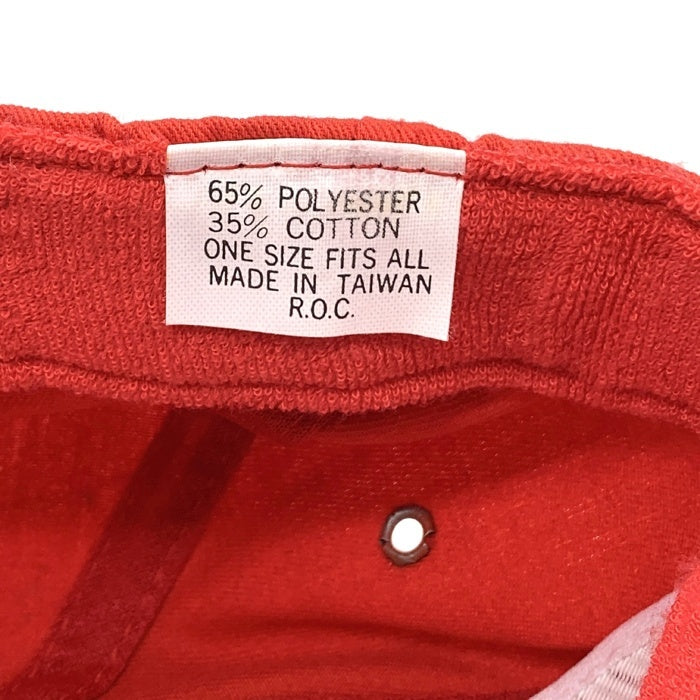 65% POLYESTER
35% COTTON
ONE SIZE FITS ALL
MADE IN TAIWAN
R.O.C.